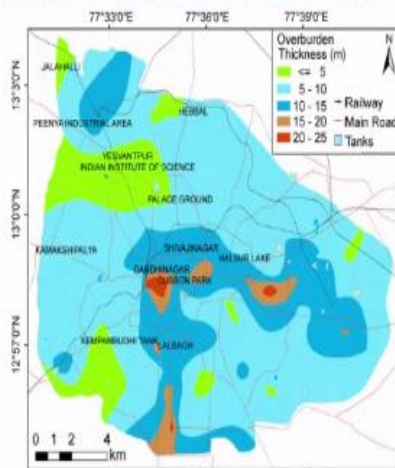 77°33'0"E 77°36'0"E 77°39'0"E
Overburden
Thickness (m)
<= 5
5 - 10
10 - 15
15 - 20
20 - 25
Railway
Main Road
Tanks
N
JALAHALLI
HEBBAL
PEENYA INDUSTRIAL AREA
YESVANTPUR
INDIAN INSTITUTE OF SCIENCE
PALACE GROUND
KAMAKSHIPALYA
SHIVAJINAGAR
HALSUR LAKE
GANDHINAGAR
CUBBON PARK
KEMPAMBUDHI TANK
LALBAGH
13°3'0"N
13°0'0"N
12°57'0"N
0 1 2 4
km